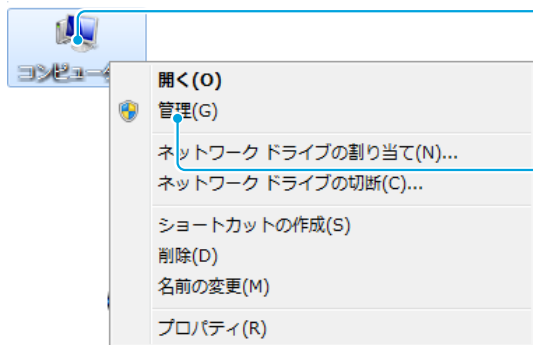 コンピュータ
開く(O)
管理(G)
ネットワーク ドライブの割り当て(N)...
ネットワーク ドライブの切断(C)...
ショートカットの作成(S)
削除(D)
名前の変更(M)
プロパティ(R)